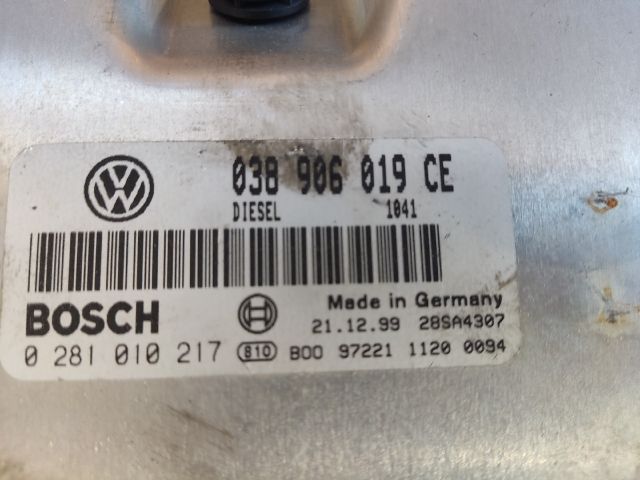 VW
038 906 019 CE
DIESEL 1041
BOSCH
Made in Germany
21.12.99 28SA4307
0 281 010 217 810 B00 97221 1120 0094